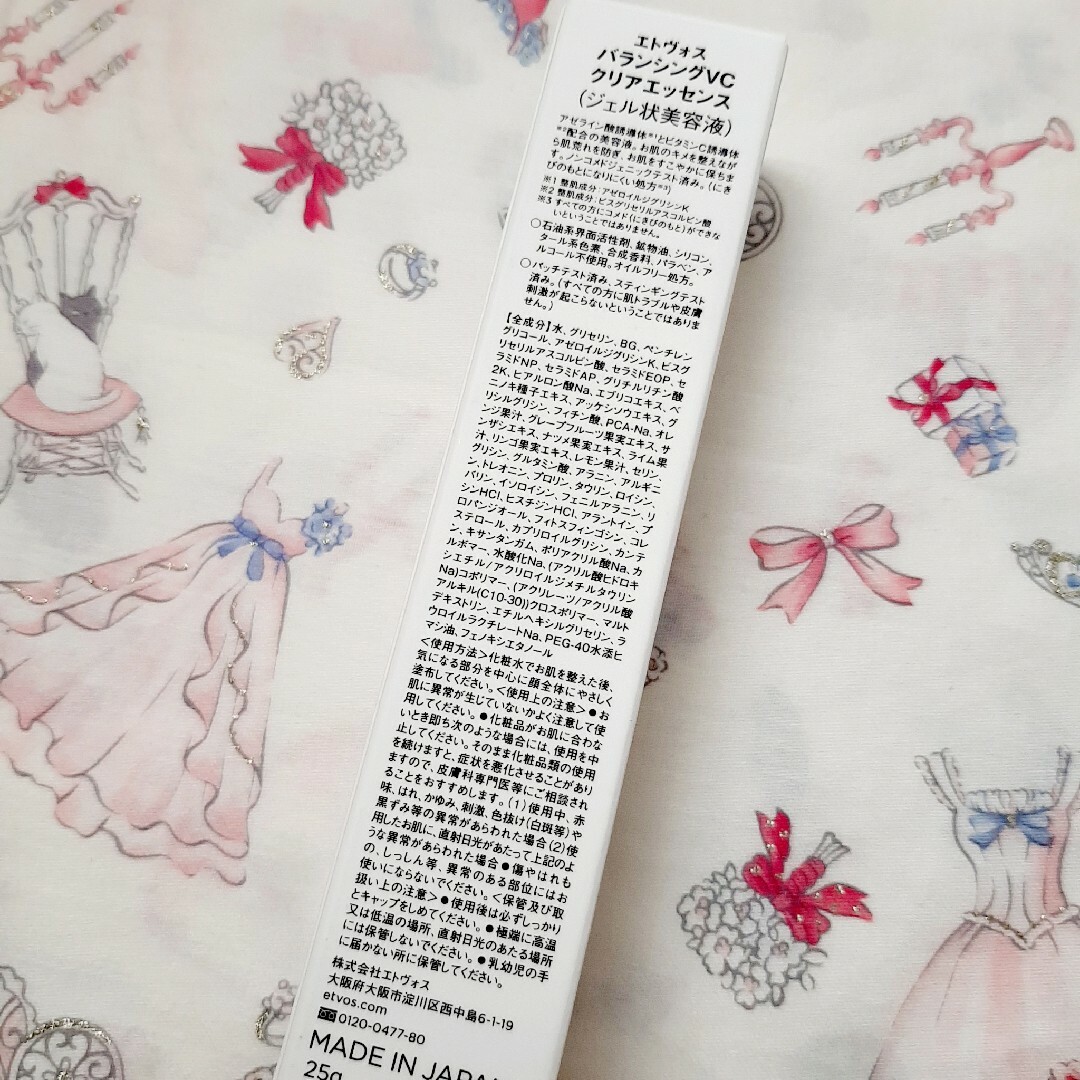 エトヴォス
バランシングVC
クリアエッセンス
(ジェル状美容液)
アゼライン酸誘導体※1とビタミンC誘導体
※2配合の美容液。お肌のキメを整えなが
ら肌荒れを防ぎ、お肌をすこやかに保ちま
す。ノンコメドジェニックテスト済み。(にき
びのもとになりにくい処方※3)
※1 整肌成分:アゼロイルジグリシンK
※2 整肌成分:ビスグリセリルアスコルビン酸
※3 すべての方にコメド(にきびのもと)ができな
いということではありません。
○石油系界面活性剤、鉱物油、シリコン、
タール系色素、合成香料、パラベン、ア
ルコール不使用。オイルフリー処方。
○パッチテスト済み、スティンギングテスト
済み。(すべての方に肌トラブルや皮膚
刺激が起こらないということではありま
せん。)
【全成分】水、グリセリン、BG、ペンチレン
グリコール、アゼロイルジグリシンK、ビスグ
リセリルアスコルビン酸、セラミドEOP、セ
ラミドNP、セラミドAP、グリチルリチン酸
2K、ヒアルロン酸Na、エブリコエキス、ベ
ニノキ種子エキス、アッケシソウエキス、グ
リシルグリシン、フィチン酸、PCA-Na、オレ
ンジ果汁、グレープフルーツ果実エキス、サ
ンザシエキス、ナツメ果実エキス、ライム果
汁、リンゴ果実エキス、レモン果汁、セリン、
グリシン、グルタミン酸、アラニン、アルギニ
ン、トレオニン、プロリン、タウリン、ロイシン、
バリン、イソロイシン、フェニルアラニン、リ
シンHCl、ヒスチジンHCl、アラントイン、プ
ロパンジオール、フィトスフィンゴシン、コレ
ステロール、カプリロイルグリシン、カンテ
ン、キサンタンガム、ポリアクリル酸Na、カ
ルボマー、水酸化Na、(アクリル酸ヒドロキ
シエチル/アクリロイルジメチルタウリン
Na)コポリマー、(アクリレーツ/アクリル酸
アルキル(C10-30))クロスポリマー、マルト
デキストリン、エチルヘキシルグリセリン、ラ
ウロイルラクチレートNa、PEG-40水添ヒ
マシ油、フェノキシエタノール
<使用方法>化粧水でお肌を整えた後、
気になる部分を中心に顔全体にやさしく
塗布してください。<使用上の注意>●お
肌に異常が生じていないかよく注意して使
用してください。●化粧品がお肌に合わな
いとき即ち次のような場合には、使用を中
止してください。そのまま化粧品類の使用
を続けますと、症状を悪化させることがあり
ますので、皮膚科専門医等にご相談され
ることをおすすめします。(1)使用中、赤
味、はれ、かゆみ、刺激、色抜け(白斑等)や
黒ずみ等の異常があらわれた場合(2)使
用したお肌に、直射日光があたって上記のよ
うな異常があらわれた場合●傷やはれも
の、しっしん等、異常のある部位にはお
使いにならないでください。<保管及び取
扱い上の注意>●使用後は必ずしっかり
とキャップをしめてください。●極端に高温
又は低温の場所、直射日光のあたる場所
には保管しないでください。●乳幼児の手
に届かない所に保管してください。
株式会社エトヴォス
大阪府大阪市淀川区西中島6-1-19
etvos.com
0120-0477-80
MADE IN JAPAN
25g